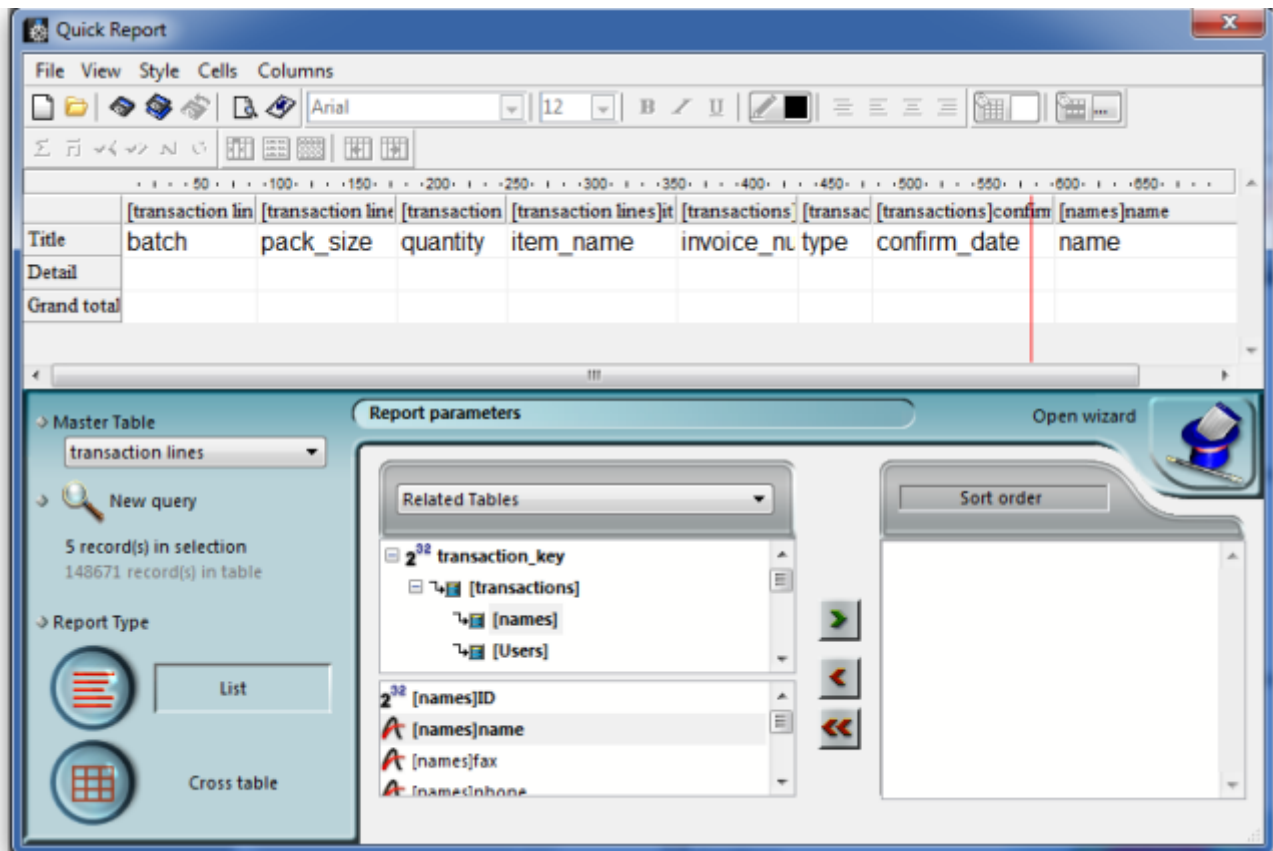 Quick Report
File View Style Cells Columns
Arial 12 B I U ...
50 100 150 200 250 300 350 400 450 500 550 600 650
[transaction lin [transaction line [transaction [transaction lines]it [transactions] [transac [transactions]confirm [names]name
Title batch pack_size quantity item_name invoice_nu type confirm_date name
Detail
Grand total
Master Table
transaction lines
New query
5 record(s) in selection
148671 record(s) in table
Report Type
List
Cross table
Report parameters
Open wizard
Related Tables
Sort order
2³² transaction_key
[transactions]
[names]
[Users]
2³² [names]ID
[names]name
[names]fax
[names]phone